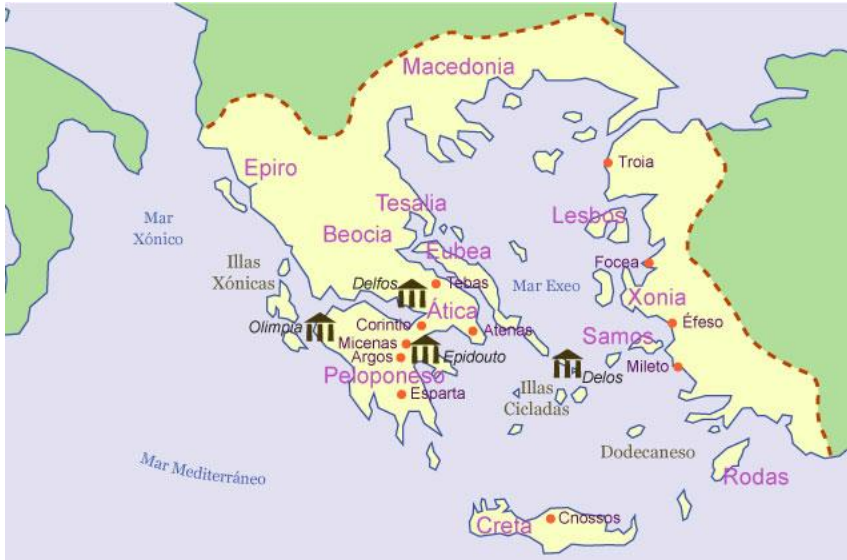 Macedonia
Troia
Epiro
Tesalia
Lesbos
Mar
Xónico
Beocia
Eubea
Illas
Xónicas
Focea
Delfos
Tebas
Mar Exeo
Xonia
Ática
Olimpia
Corintio
Atenas
Éfeso
Micenas
Samos
Argos
Epidouto
Peloponeso
Mileto
Delos
Esparta
Illas
Cicladas
Dodecaneso
Mar Mediterráneo
Rodas
Creta
Cnossos